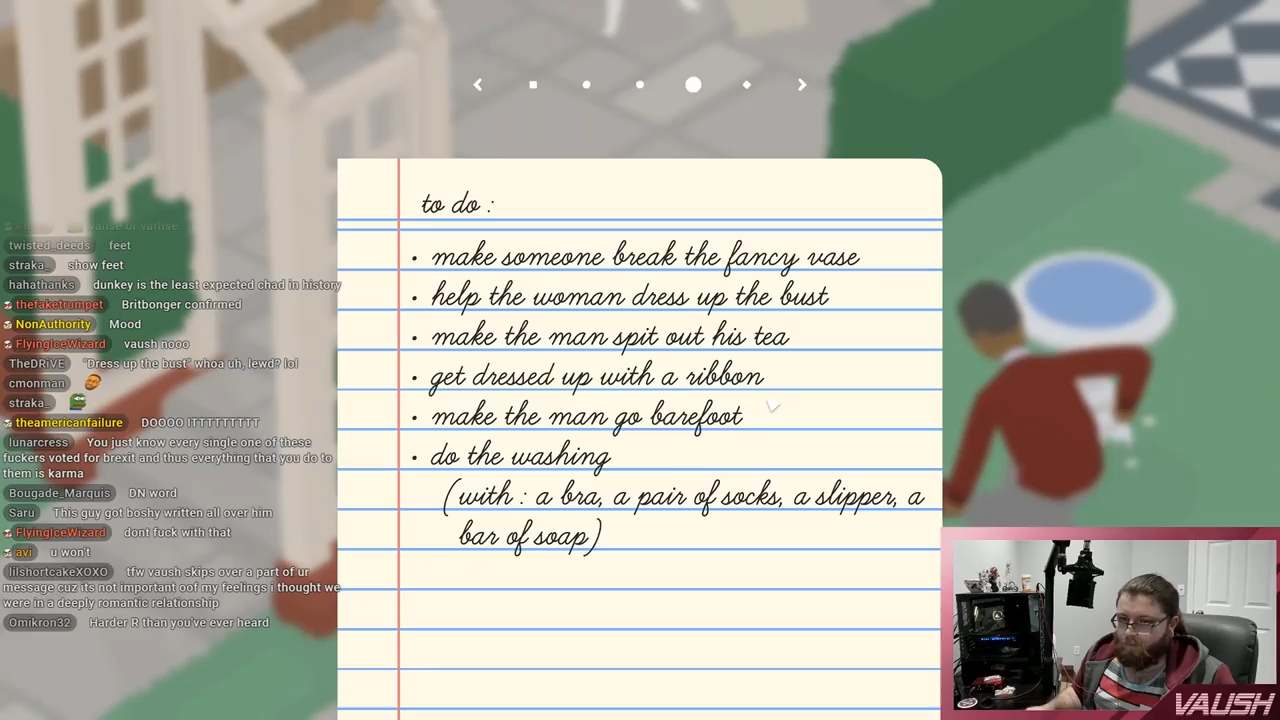 to do :
• make someone break the fancy vase
• help the woman dress up the bust
• make the man spit out his tea
• get dressed up with a ribbon
• make the man go barefoot
• do the washing
(with : a bra, a pair of socks, a slipper, a
bar of soap)
twisted_deeds feet
straka_ show feet
hahathanks dunkey is the least expected chad in history
thefaketrumpet Britbonger confirmed
NonAuthority Mood
FlyingIceWizard vaush nooo
TheDRiVE "Dress up the bust" whoa uh, lewd? lol
cmonman
straka_
theamericanfailure DOOOO ITTTTTTTTT
lunarcress You just know every single one of these
fuckers voted for brexit and thus everything that you do to
them is karma
Bougade_Marquis DN word
Saru This guy got boshy written all over him
FlyingIceWizard dont fuck with that
avi u won't
lilshortcakeXOXO tfw vaush skips over a part of ur
message cuz its not important oof my feelings i thought we
were in a deeply romantic relationship
Omikron32 Harder R than you've ever heard
VAUSH